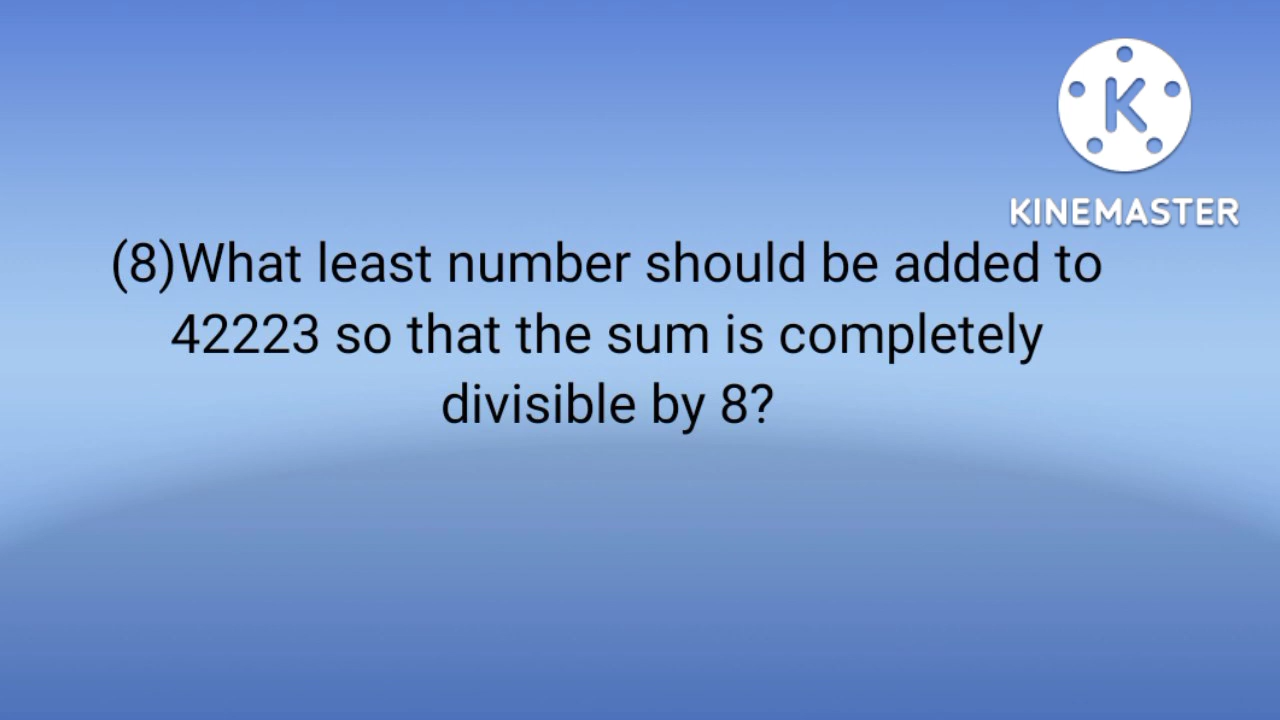 KINEMASTER
(8)What least number should be added to
42223 so that the sum is completely
divisible by 8?